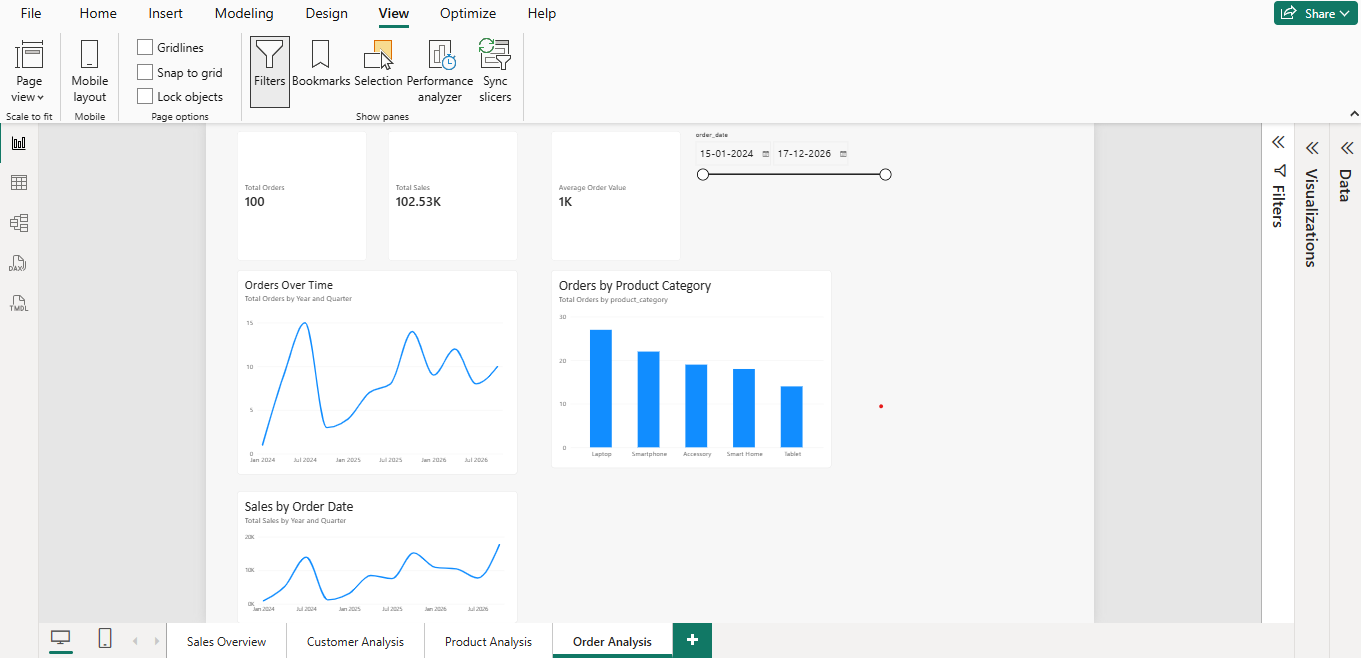 File Home Insert Modeling Design View Optimize Help
Share
Page view
Scale to fit
Mobile layout
Mobile
Gridlines
Snap to grid
Lock objects
Page options
Filters
Bookmarks
Selection
Performance analyzer
Sync slicers
Show panes
DAX
TMDL
Total Orders
100
Total Sales
102.53K
Average Order Value
1K
order_date
15-01-2024 17-12-2026
Orders Over Time
Total Orders by Year and Quarter
15
10
5
0
Jan 2024 Jul 2024 Jan 2025 Jul 2025 Jan 2026 Jul 2026
Orders by Product Category
Total Orders by product_category
30
20
10
0
Laptop Smartphone Accessory Smart Home Tablet
Sales by Order Date
Total Sales by Year and Quarter
20K
10K
0K
Jan 2024 Jul 2024 Jan 2025 Jul 2025 Jan 2026 Jul 2026
Filters
Visualizations
Data
Sales Overview Customer Analysis Product Analysis Order Analysis